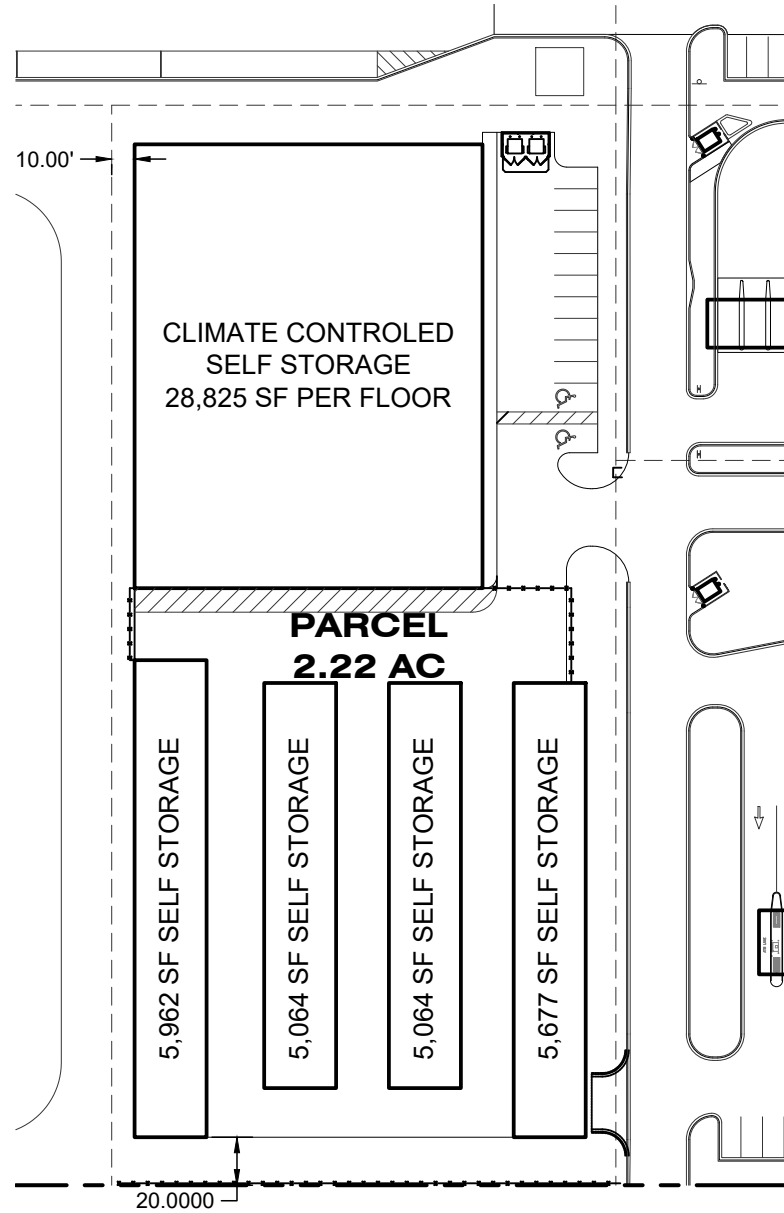 10.00'
CLIMATE CONTROLED
SELF STORAGE
28,825 SF PER FLOOR
PARCEL
2.22 AC
5,962 SF SELF STORAGE
5,064 SF SELF STORAGE
5,064 SF SELF STORAGE
5,677 SF SELF STORAGE
20.0000